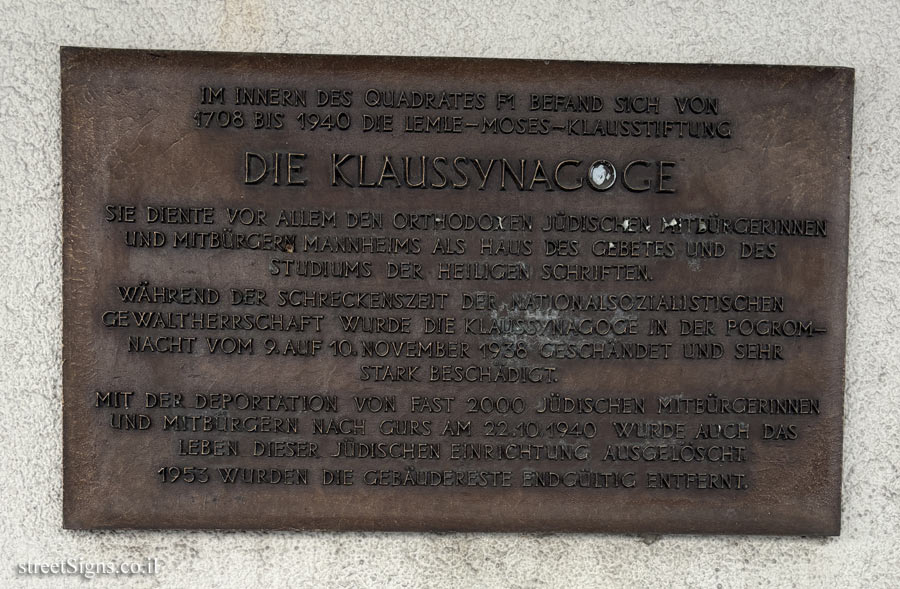 IM INNERN DES QUADRATES F1 BEFAND SICH VON
1708 BIS 1940 DIE LEMLE-MOSES-KLAUSSTIFTUNG
DIE KLAUSSYNAGOGE
SIE DIENTE VOR ALLEM DEN ORTHODOXEN JÜDISCHEN MITBÜRGERINNEN
UND MITBÜRGERN MANNHEIMS ALS HAUS DES GEBETES UND DES
STUDIUMS DER HEILIGEN SCHRIFTEN.
WÄHREND DER SCHRECKENSZEIT DER NATIONALSOZIALISTISCHEN
GEWALTHERRSCHAFT WURDE DIE KLAUSSYNAGOGE IN DER POGROM-
NACHT VOM 9. AUF 10. NOVEMBER 1938 GESCHÄNDET UND SEHR
STARK BESCHÄDIGT.
MIT DER DEPORTATION VON FAST 2000 JÜDISCHEN MITBÜRGERINNEN
UND MITBÜRGERN NACH GURS AM 22.10.1940 WURDE AUCH DAS
LEBEN DIESER JÜDISCHEN EINRICHTUNG AUSGELÖSCHT.
1953 WURDEN DIE GEBÄUDERESTE ENDGÜLTIG ENTFERNT.
streetSigns.co.il